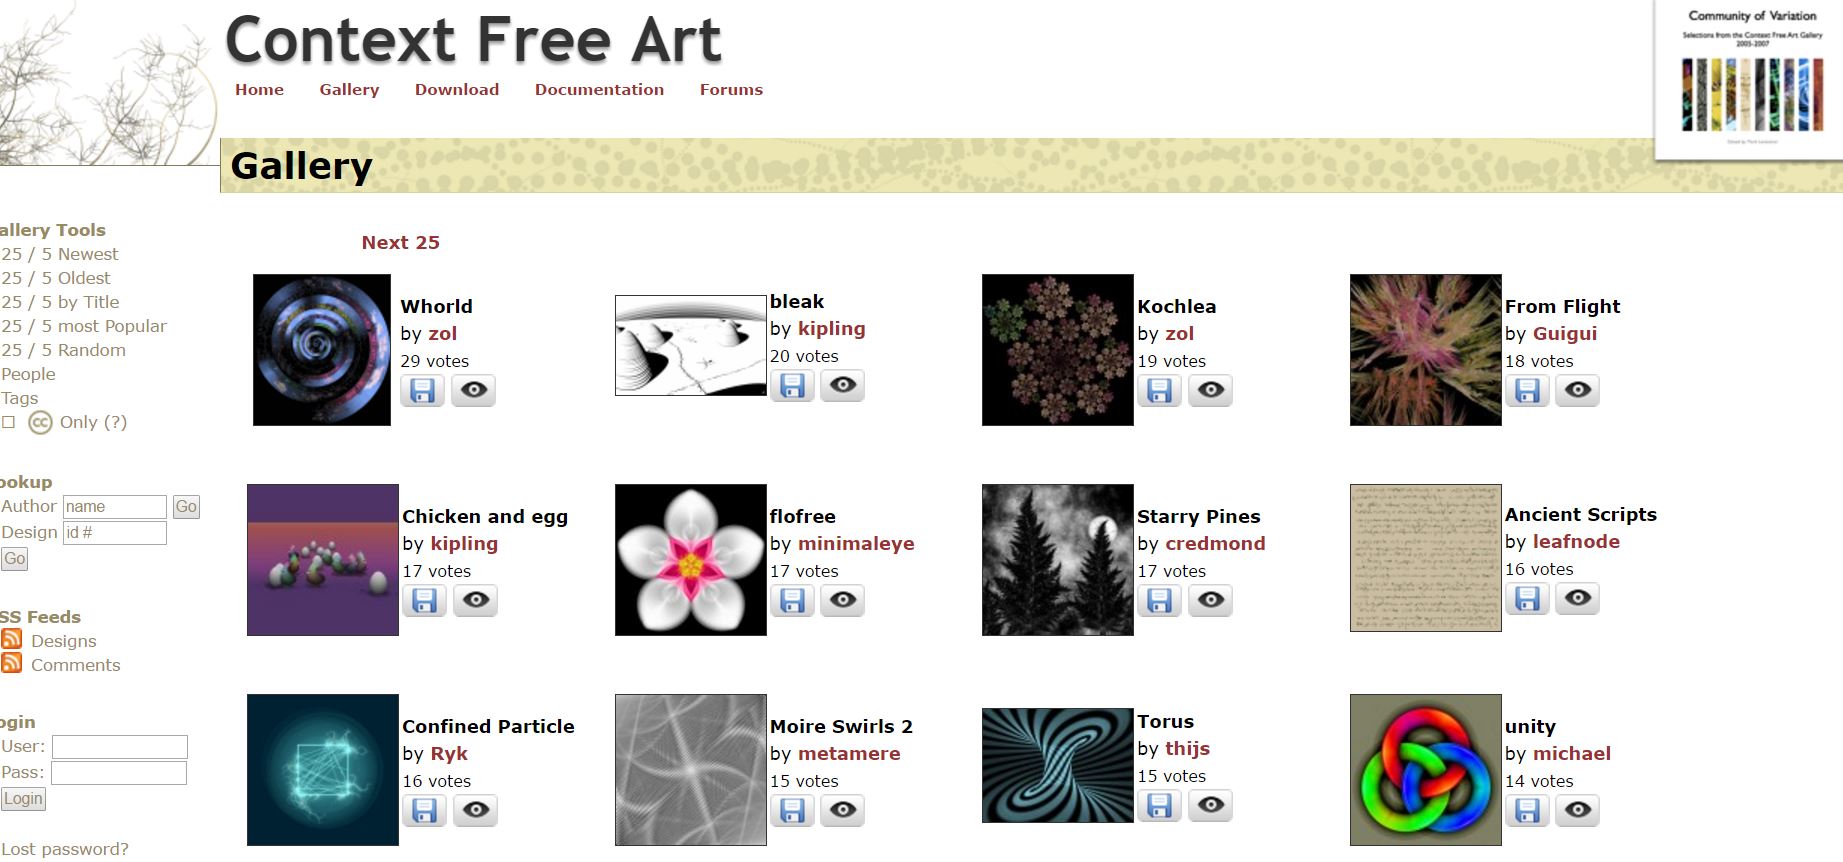 Context Free Art
Home Gallery Download Documentation Forums
Community of Variation
Selections from the Context Free Art Gallery
2005-2007
Gallery
allery Tools
25 / 5 Newest
25 / 5 Oldest
25 / 5 by Title
25 / 5 most Popular
25 / 5 Random
People
Tags
cc Only (?)
ookup
Author name Go
Design id #
Go
SS Feeds
Designs
Comments
ogin
User:
Pass:
Login
Lost password?
Next 25
Whorld
by zol
29 votes
bleak
by kipling
20 votes
Kochlea
by zol
19 votes
From Flight
by Guigui
18 votes
Chicken and egg
by kipling
17 votes
flofree
by minimaleye
17 votes
Starry Pines
by credmond
17 votes
Ancient Scripts
by leafnode
16 votes
Confined Particle
by Ryk
16 votes
Moire Swirls 2
by metamere
15 votes
Torus
by thijs
15 votes
unity
by michael
14 votes